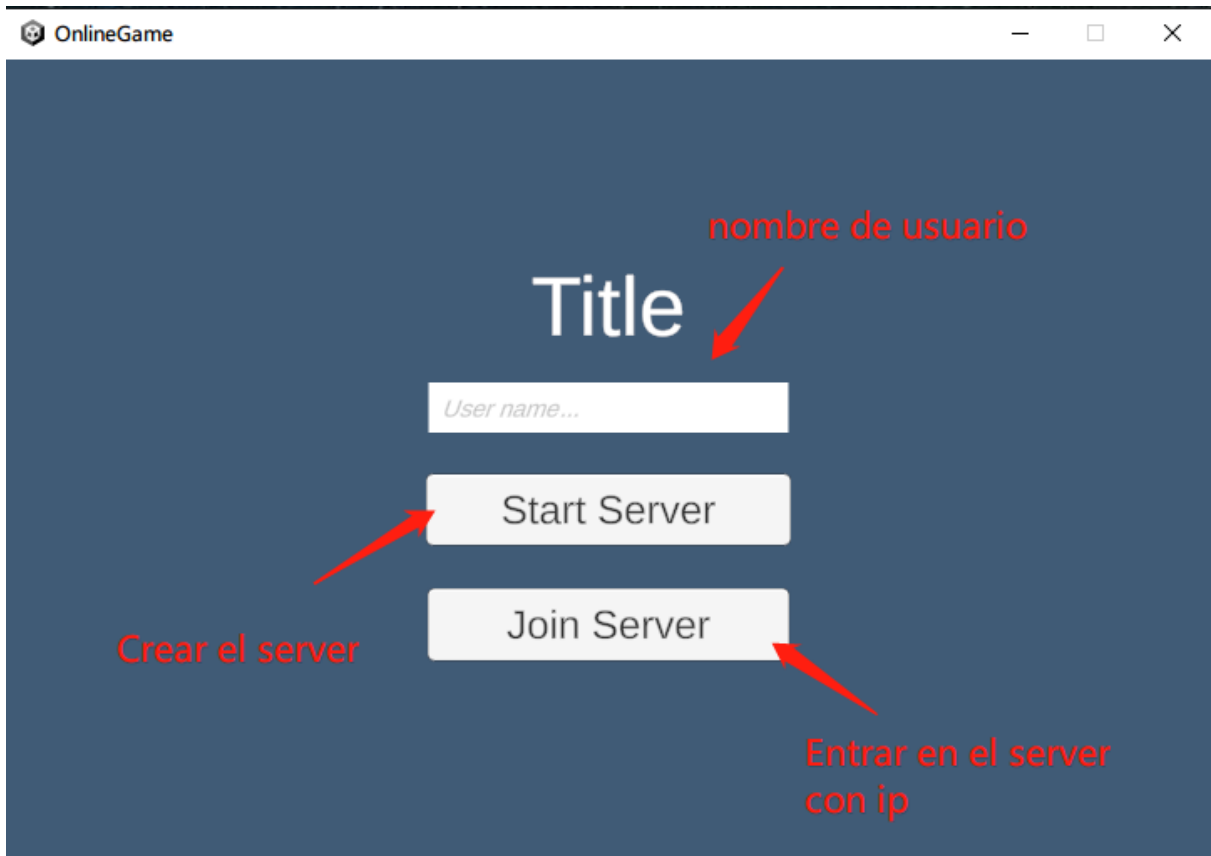 OnlineGame
nombre de usuario
Title
User name...
Start Server
Join Server
Crear el server
Entrar en el server
con ip